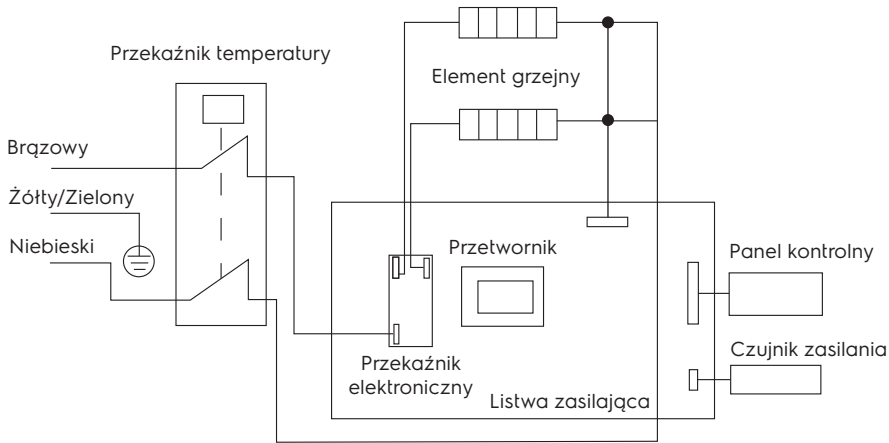 Przekaźnik temperatury
Element grzejny
Brązowy
Żółty/Zielony
Niebieski
Przetwornik
Panel kontrolny
Czujnik zasilania
Przekaźnik
elektroniczny
Listwa zasilająca